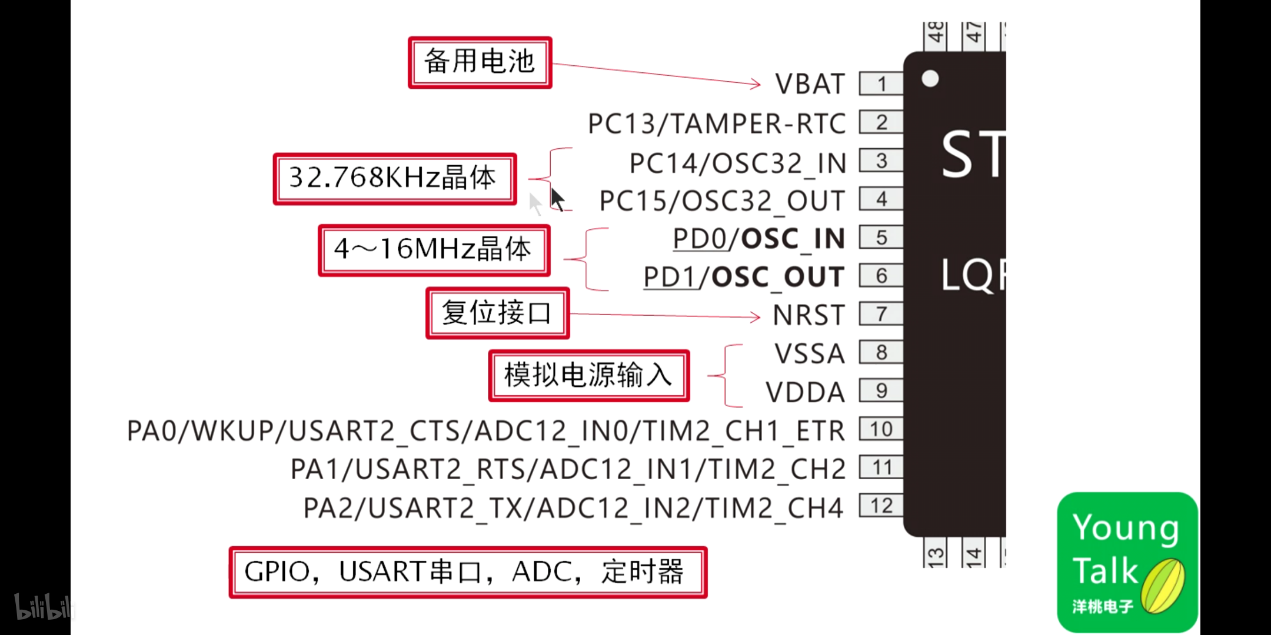 备用电池
VBAT 1
PC13/TAMPER-RTC 2
32.768KHz晶体
PC14/OSC32_IN 3
PC15/OSC32_OUT 4
4～16MHz晶体
PD0/OSC_IN 5
PD1/OSC_OUT 6
复位接口
NRST 7
模拟电源输入
VSSA 8
VDDA 9
PA0/WKUP/USART2_CTS/ADC12_IN0/TIM2_CH1_ETR 10
PA1/USART2_RTS/ADC12_IN1/TIM2_CH2 11
PA2/USART2_TX/ADC12_IN2/TIM2_CH4 12
GPIO，USART串口，ADC，定时器
48
47
ST
LQF
13
14
Young
Talk
洋桃电子
bilibili